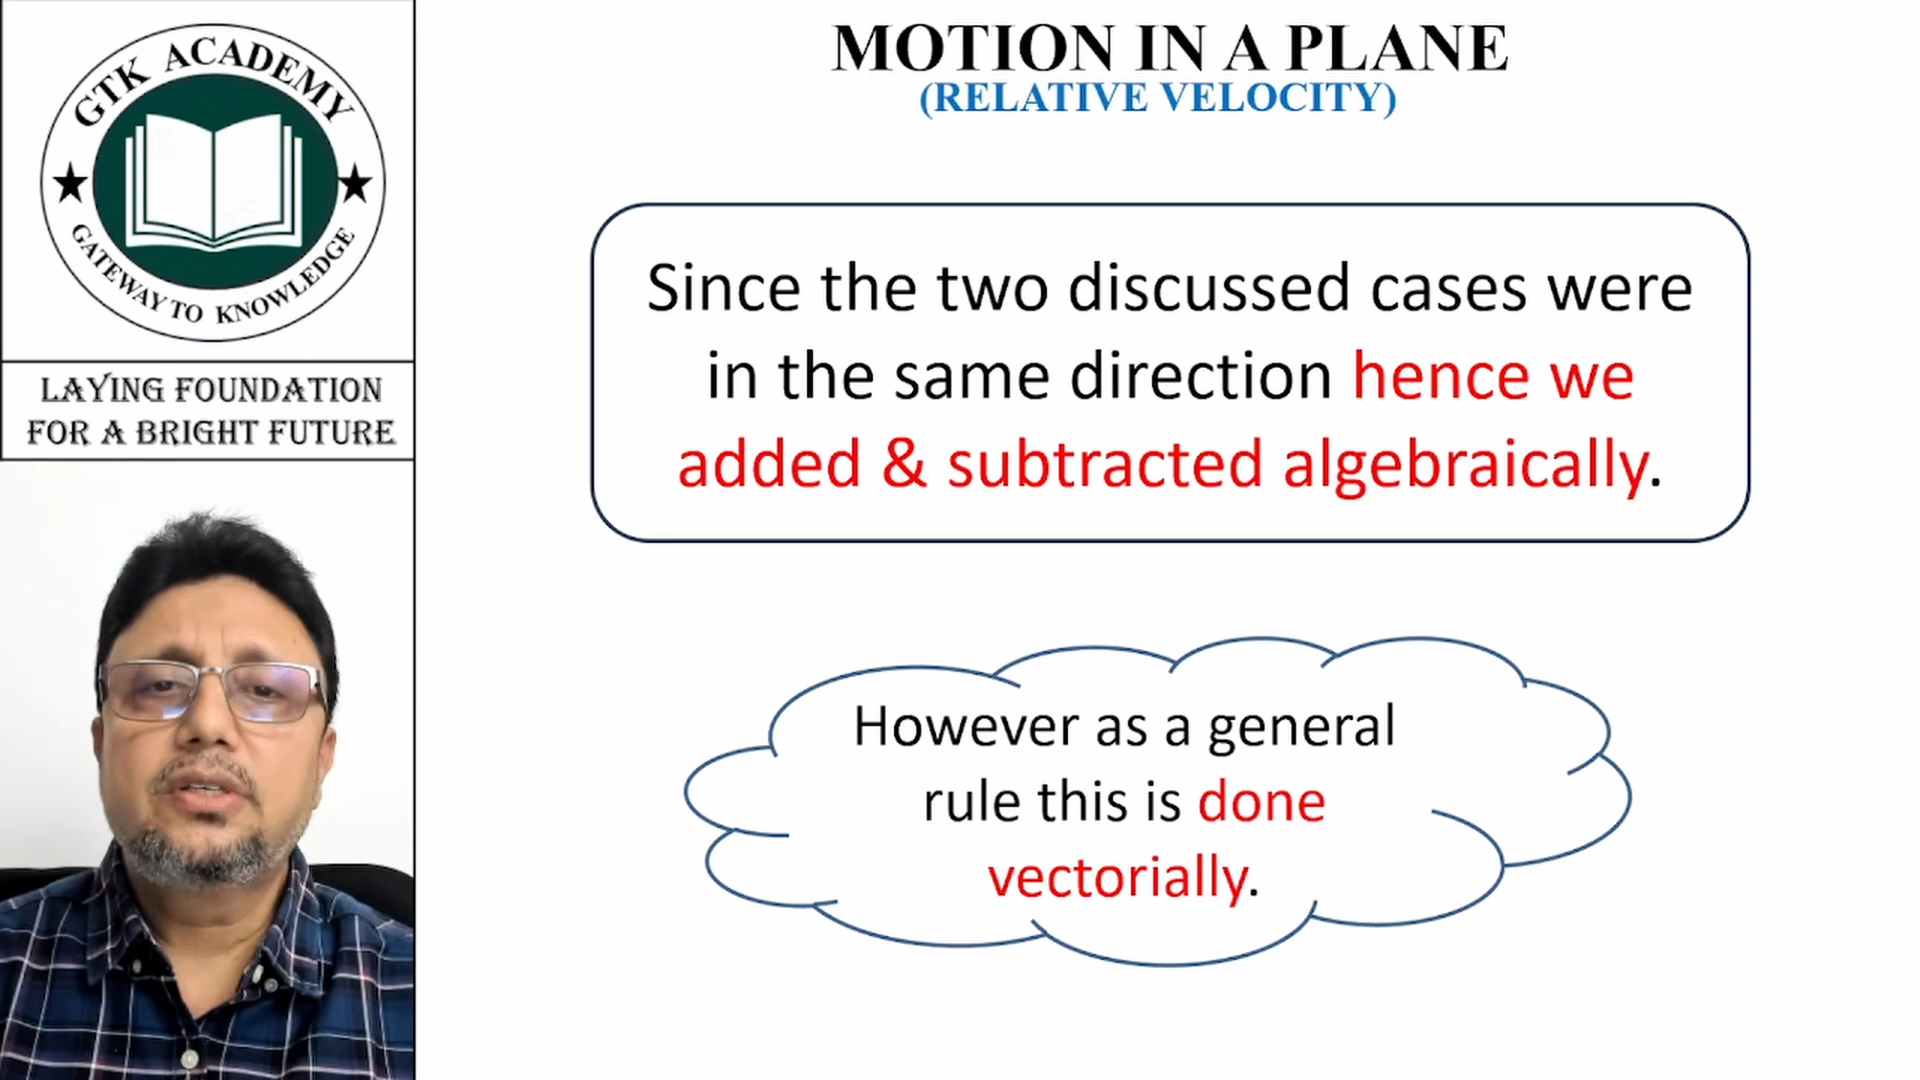 GTK ACADEMY
GATEWAY TO KNOWLEDGE
LAYING FOUNDATION
FOR A BRIGHT FUTURE
MOTION IN A PLANE
(RELATIVE VELOCITY)
Since the two discussed cases were
in the same direction hence we
added & subtracted algebraically.
However as a general
rule this is done
vectorially.